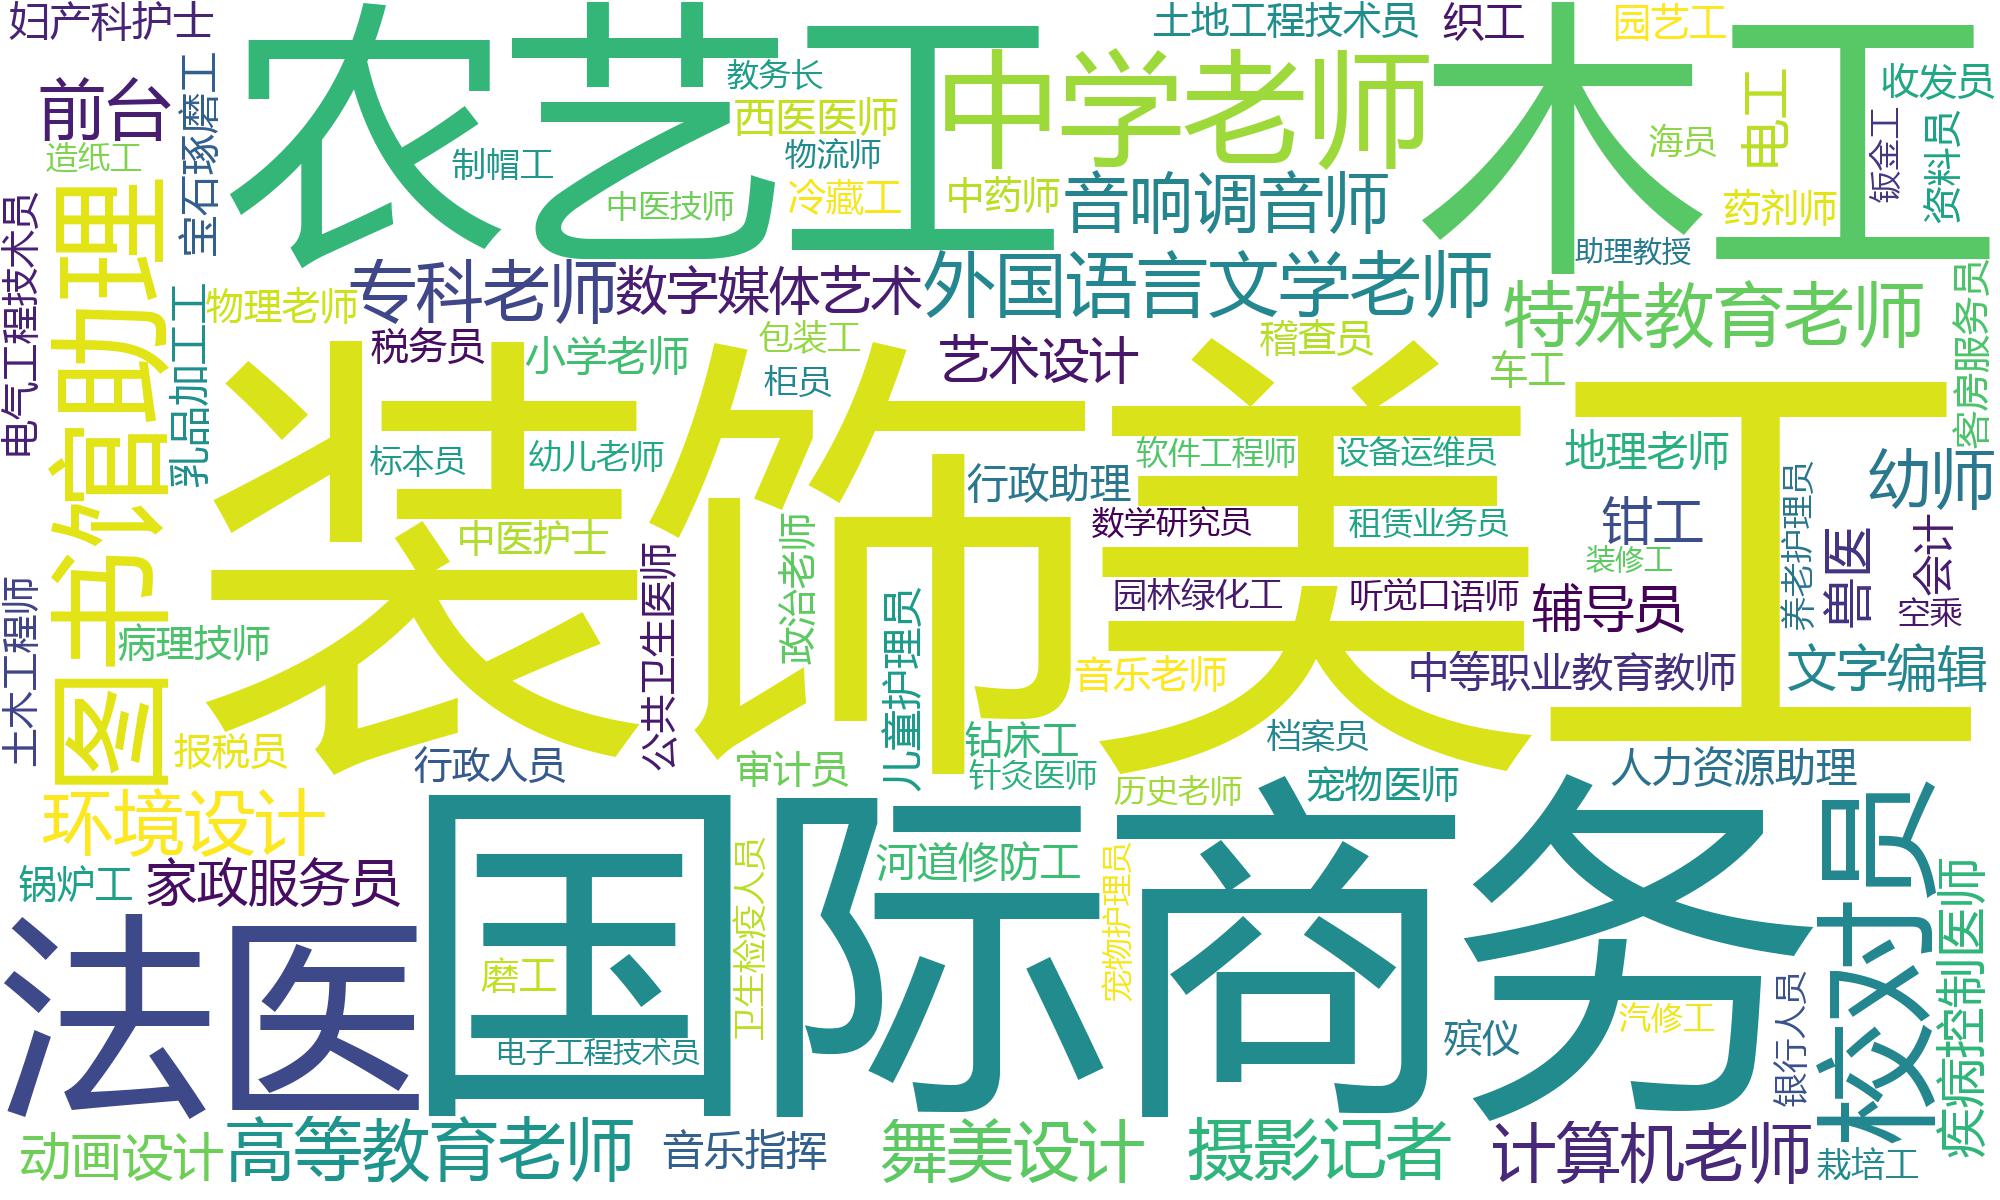 妇产科护士
农艺工
土地工程技术员
织工
园艺工
木工
前台
宝石琢磨工
教务长
中学老师
收发员
电工
造纸工
西医医师
物流师
制帽工
冷藏工
中药师
中医技师
音响调音师
海员
钣金工
资料员
药剂师
助理教授
图书馆助理
电气工程技术员
乳品加工工
物理老师
专科老师
数字媒体艺术
外国语言文学老师
特殊教育老师
客房服务员
税务员
小学老师
包装工
柜员
艺术设计
稽查员
车工
装饰美工
标本员
幼儿老师
行政助理
软件工程师
设备运维员
地理老师
幼师
中医护士
数学研究员
租赁业务员
钳工
养老护理员
兽医
会计
装修工
公共卫生医师
政治老师
儿童护理员
园林绿化工
听觉口语师
辅导员
空乘
土木工程师
病理技师
音乐老师
中等职业教育教师
文字编辑
报税员
行政人员
审计员
钻床工
针灸医师
档案员
人力资源助理
宠物医师
历史老师
环境设计
国际商务
校对员
锅炉工
家政服务员
卫生检疫人员
河道修防工
宠物护理员
疾病控制医师
法医
磨工
电子工程技术员
殡仪
汽修工
银行人员
动画设计
高等教育老师
音乐指挥
舞美设计
摄影记者
计算机老师
栽培工